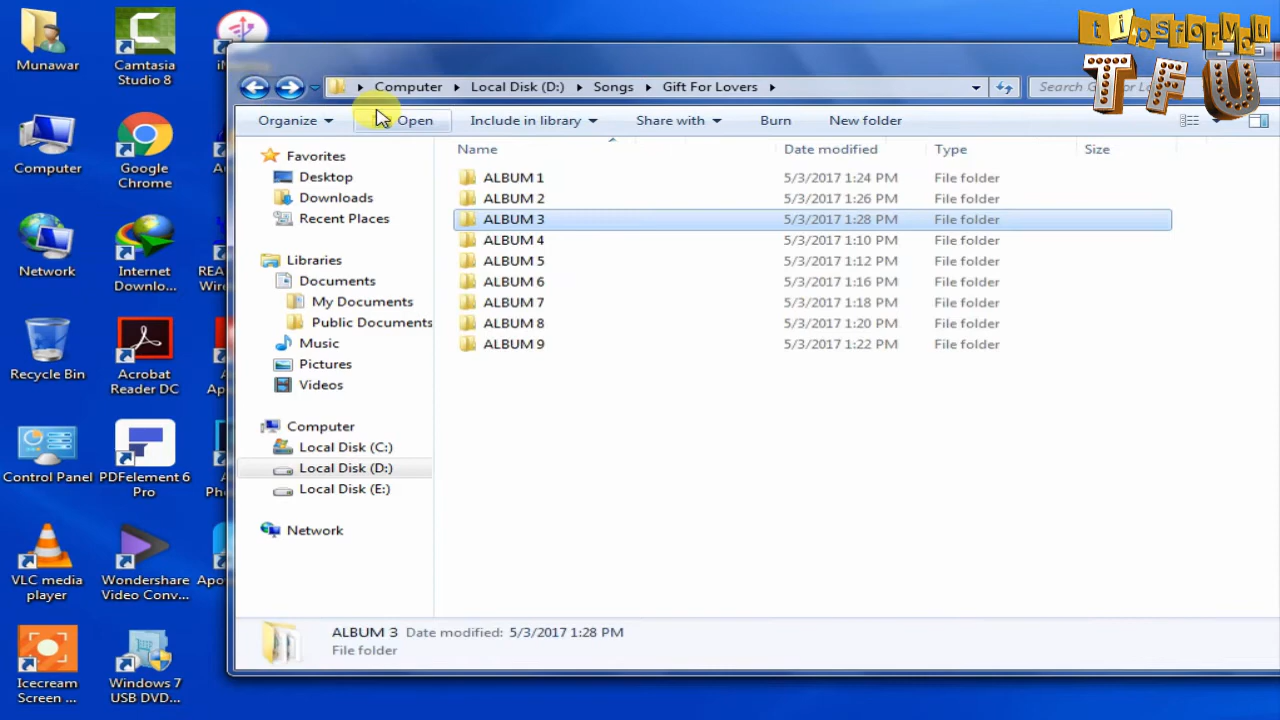 Munawar
Camtasia Studio 8
Computer
Google Chrome
Network
Internet Downlo...
Recycle Bin
Acrobat Reader DC
Control Panel
PDFelement 6 Pro
VLC media player
Wondershare Video Conv...
Icecream Screen ...
Windows 7 USB DVD...
tipsforyou
TFU
Computer Local Disk (D:) Songs Gift For Lovers
Search Gift For Lo
Organize Open Include in library Share with Burn New folder
Name Date modified Type Size
Favorites
Desktop
Downloads
Recent Places
Libraries
Documents
My Documents
Public Documents
Music
Pictures
Videos
Computer
Local Disk (C:)
Local Disk (D:)
Local Disk (E:)
Network
ALBUM 1 5/3/2017 1:24 PM File folder
ALBUM 2 5/3/2017 1:26 PM File folder
ALBUM 3 5/3/2017 1:28 PM File folder
ALBUM 4 5/3/2017 1:10 PM File folder
ALBUM 5 5/3/2017 1:12 PM File folder
ALBUM 6 5/3/2017 1:16 PM File folder
ALBUM 7 5/3/2017 1:18 PM File folder
ALBUM 8 5/3/2017 1:20 PM File folder
ALBUM 9 5/3/2017 1:22 PM File folder
ALBUM 3 Date modified: 5/3/2017 1:28 PM
File folder